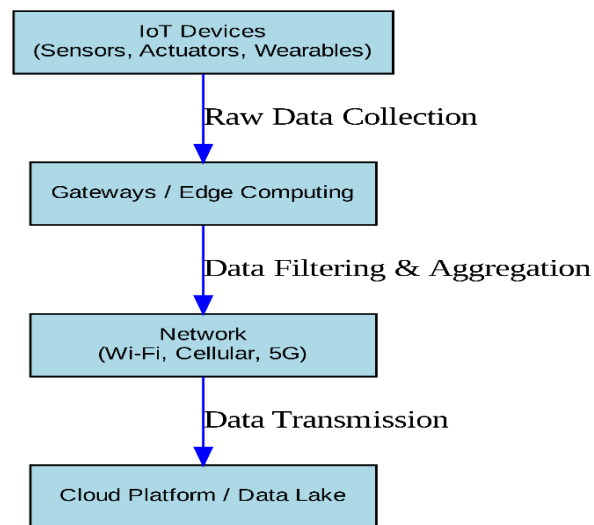 IoT Devices
(Sensors, Actuators, Wearables)
Raw Data Collection
Gateways / Edge Computing
Data Filtering & Aggregation
Network
(Wi-Fi, Cellular, 5G)
Data Transmission
Cloud Platform / Data Lake